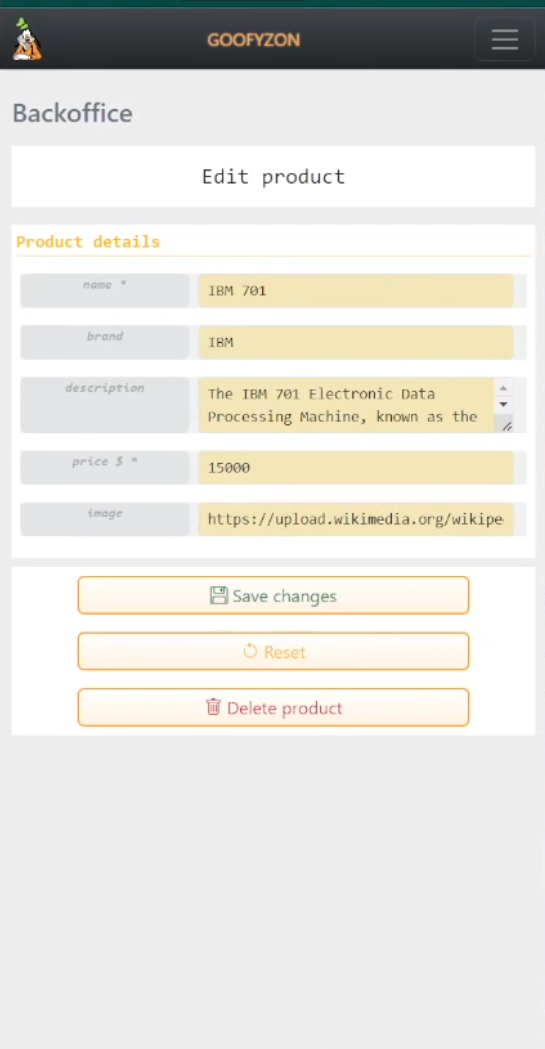 GOOFYZON
Backoffice
Edit product
Product details
name *
IBM 701
brand
IBM
description
The IBM 701 Electronic Data
Processing Machine, known as the
price $ *
15000
image
https://upload.wikimedia.org/wikipe
Save changes
Reset
Delete product